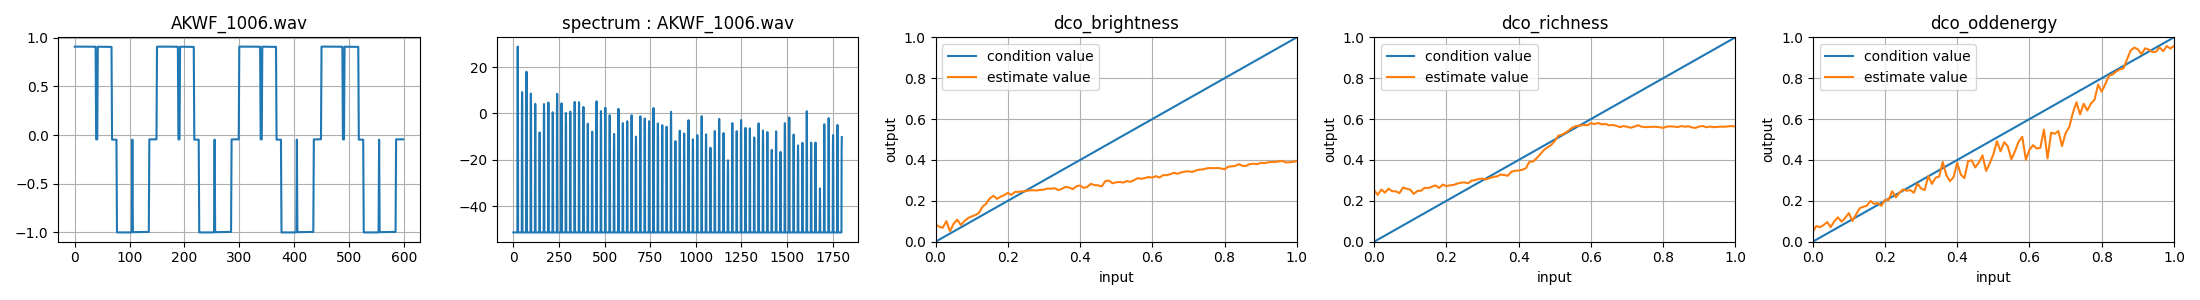 AKWF_1006.wav
1.0
0.5
0.0
−0.5
−1.0
0 100 200 300 400 500 600
spectrum : AKWF_1006.wav
20
0
−20
−40
0 250 500 750 1000 1250 1500 1750
dco_brightness
condition value
estimate value
output
1.0
0.8
0.6
0.4
0.2
0.0
0.0 0.2 0.4 0.6 0.8 1.0
input
dco_richness
condition value
estimate value
output
1.0
0.8
0.6
0.4
0.2
0.0
0.0 0.2 0.4 0.6 0.8 1.0
input
dco_oddenergy
condition value
estimate value
output
1.0
0.8
0.6
0.4
0.2
0.0
0.0 0.2 0.4 0.6 0.8 1.0
input